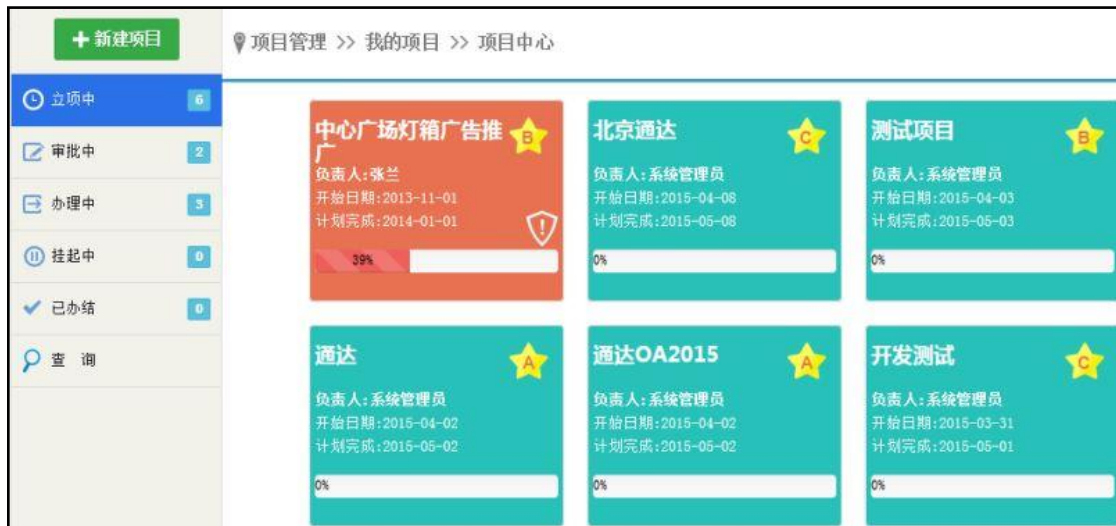 新建项目
项目管理 >> 我的项目 >> 项目中心
立项中 6
审批中 2
办理中 3
挂起中 0
已办结 0
查 询
中心广场灯箱广告推
广
B
负责人:张兰
开始日期:2013-11-01
计划完成:2014-01-01
39%
北京通达
C
负责人:系统管理员
开始日期:2015-04-08
计划完成:2015-05-08
0%
测试项目
B
负责人:系统管理员
开始日期:2015-04-03
计划完成:2015-05-03
0%
通达
A
负责人:系统管理员
开始日期:2015-04-02
计划完成:2015-05-02
0%
通达OA2015
A
负责人:系统管理员
开始日期:2015-04-02
计划完成:2015-05-02
0%
开发测试
C
负责人:系统管理员
开始日期:2015-03-31
计划完成:2015-05-01
0%